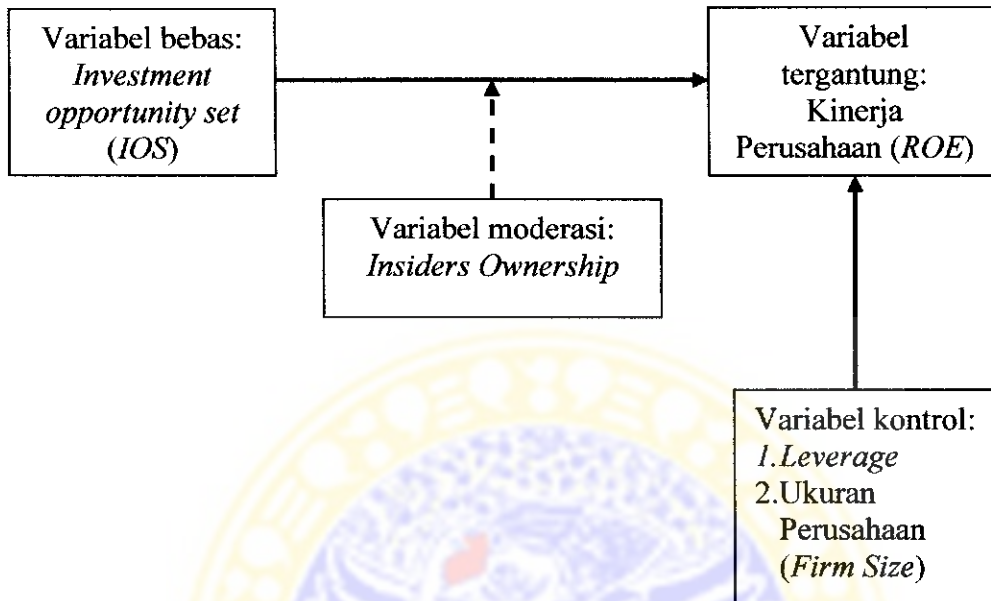 Variabel bebas:
Investment
opportunity set
(IOS)
Variabel
tergantung:
Kinerja
Perusahaan (ROE)
Variabel moderasi:
Insiders Ownership
Variabel kontrol:
1.Leverage
2.Ukuran
Perusahaan
(Firm Size)